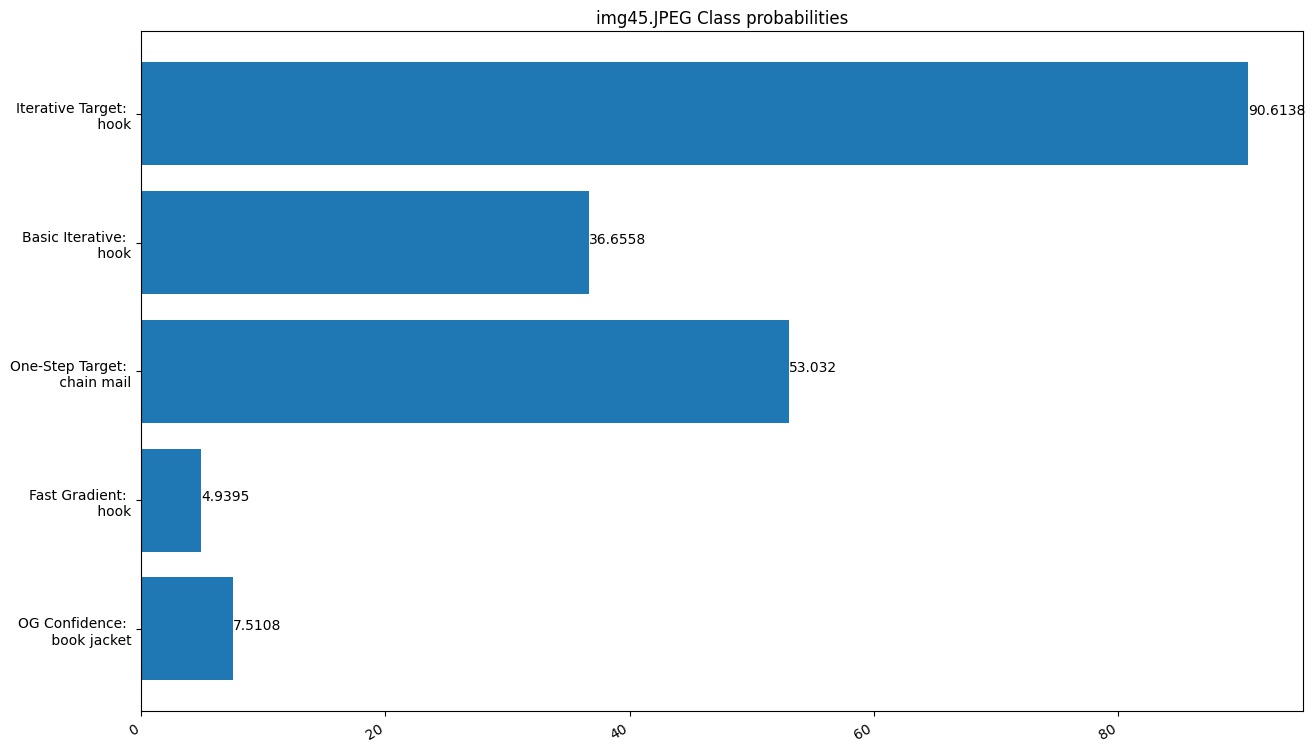 img45.JPEG Class probabilities
Iterative Target:
hook
90.6138
Basic Iterative:
hook
36.6558
One-Step Target:
chain mail
53.032
Fast Gradient:
hook
4.9395
OG Confidence:
book jacket
7.5108
0
20
40
60
80